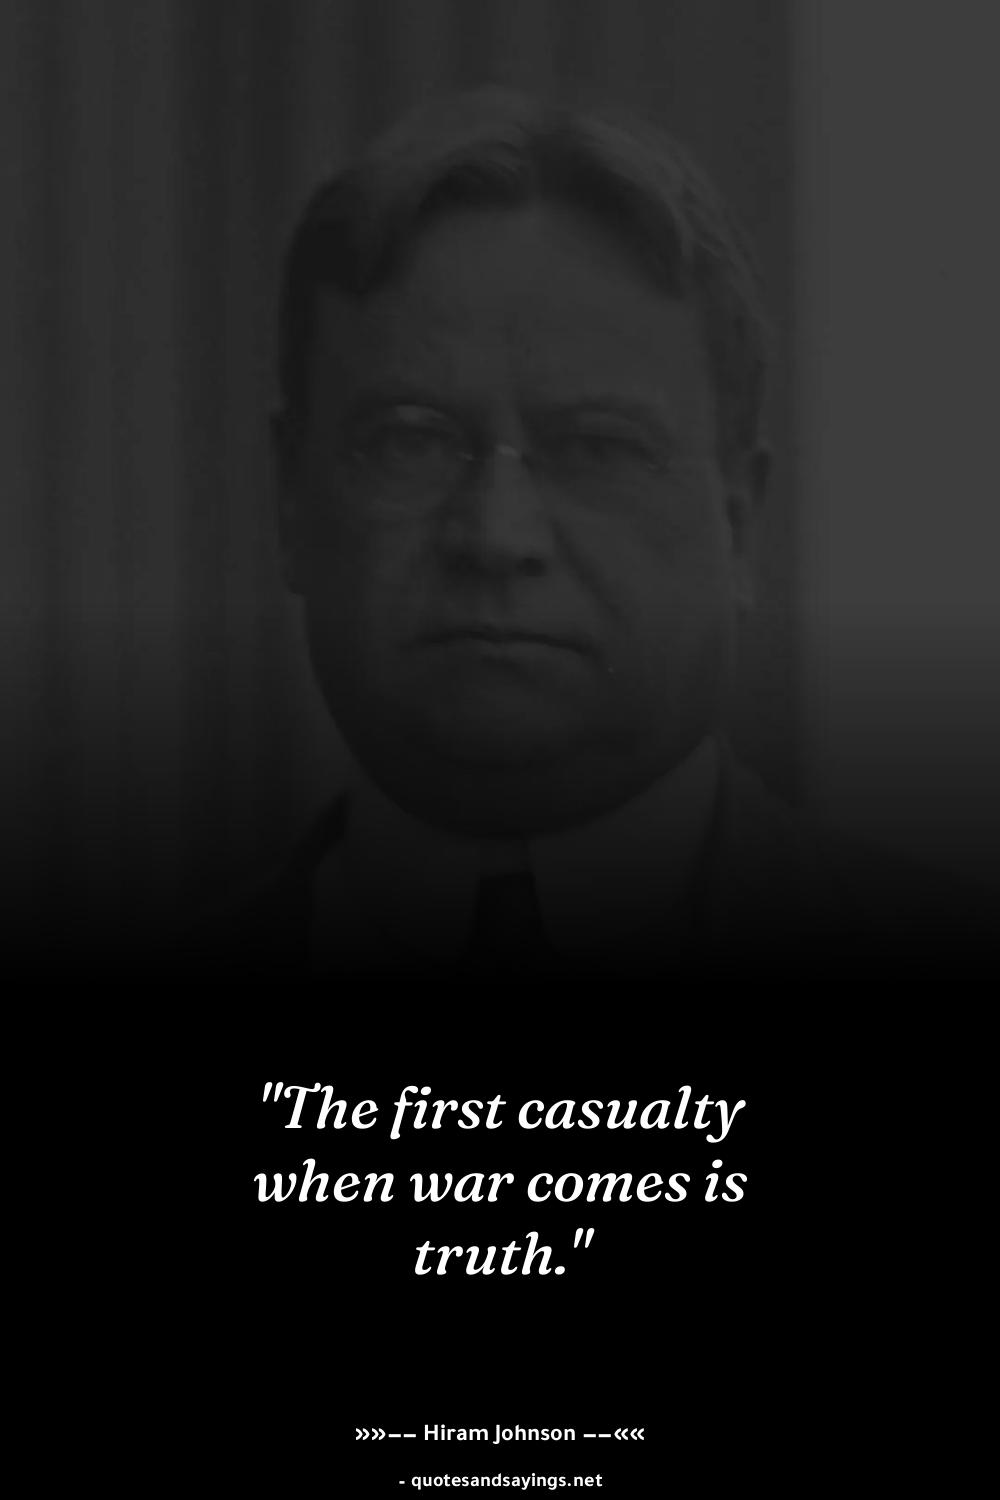 "The first casualty
when war comes is
truth."
»»−− Hiram Johnson −−««
- quotesandsayings.net